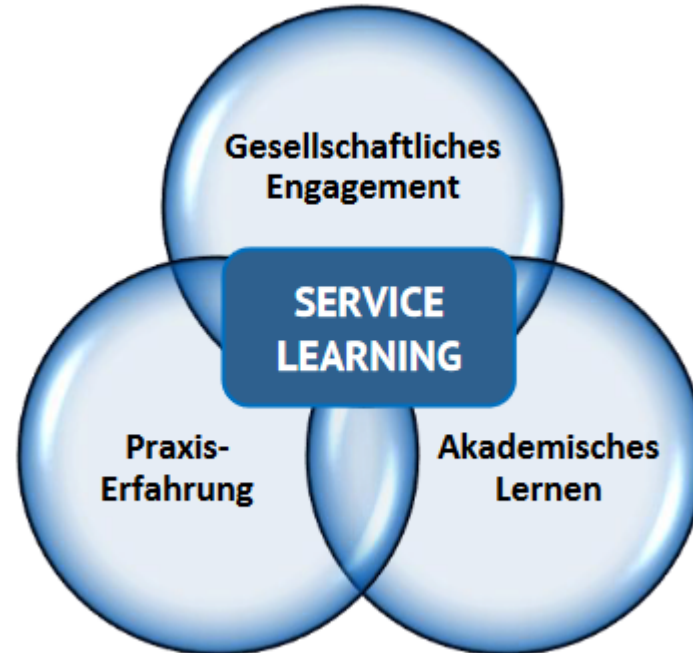 Gesellschaftliches
Engagement
SERVICE
LEARNING
Praxis-
Erfahrung
Akademisches
Lernen